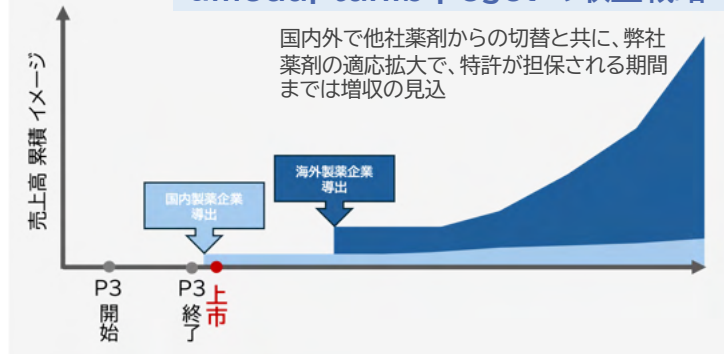 国内外で他社薬剤からの切替と共に、弊社
薬剤の適応拡大で、特許が担保される期間
までは増収の見込
売上高 累積 イメージ
海外製薬企業
導出
国内製薬企業
導出
P3
開始
P3
終了
上市